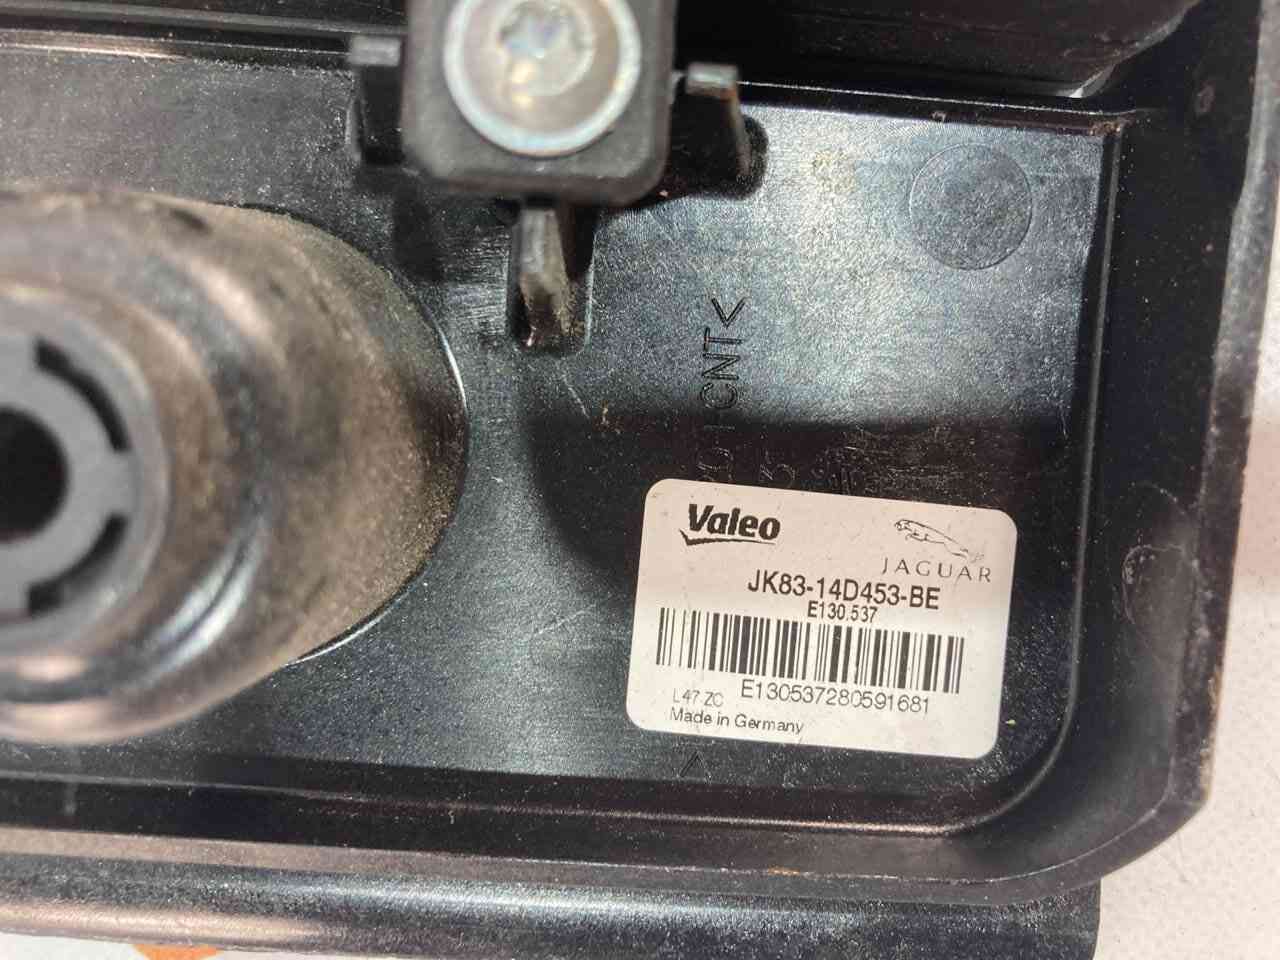 CNT<
Valeo
JAGUAR
JK83-14D453-BE
E130.537
E130537280591681
L47 ZC
Made in Germany